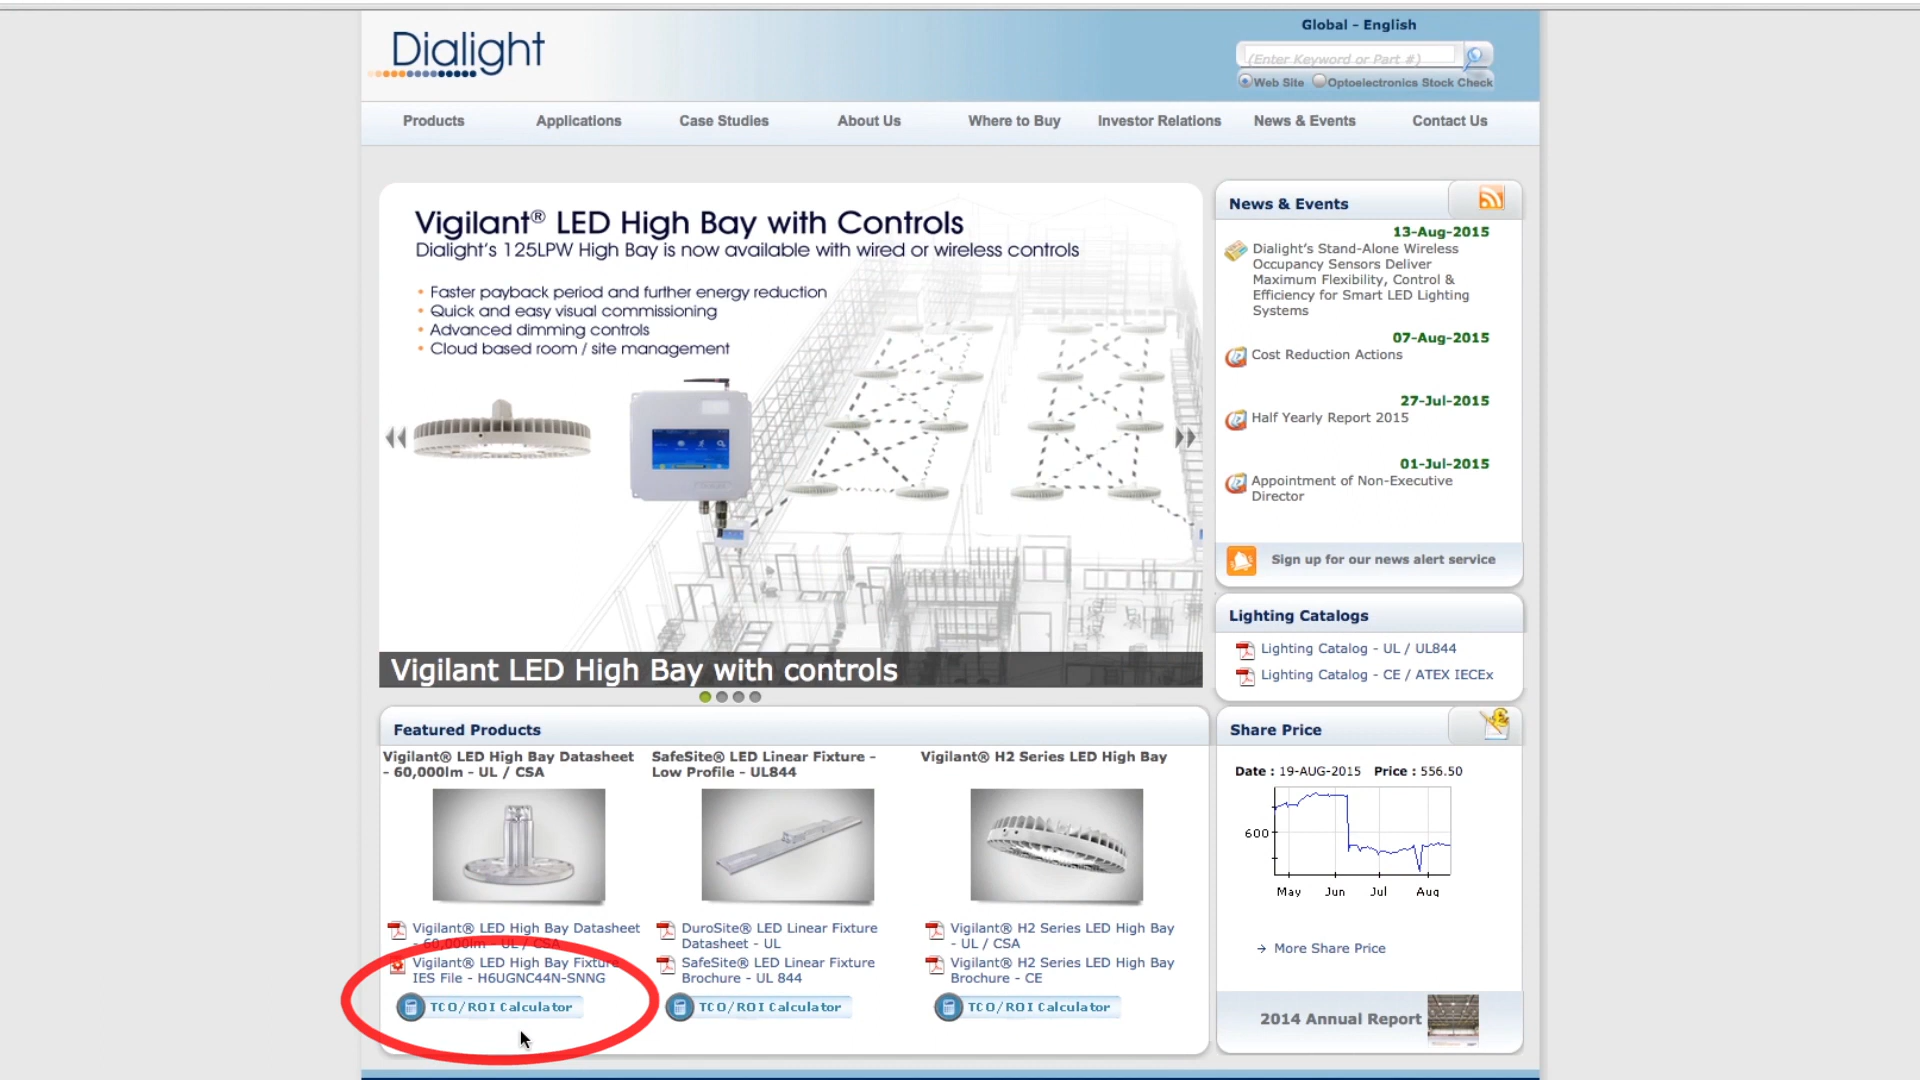 Dialight
Global - English
(Enter Keyword or Part #)
Web Site Optoelectronics Stock Check
Products Applications Case Studies About Us Where to Buy Investor Relations News & Events Contact Us
Vigilant® LED High Bay with Controls
Dialight's 125LPW High Bay is now available with wired or wireless controls
• Faster payback period and further energy reduction
• Quick and easy visual commissioning
• Advanced dimming controls
• Cloud based room / site management
Vigilant LED High Bay with controls
News & Events
13-Aug-2015
Dialight's Stand-Alone Wireless
Occupancy Sensors Deliver
Maximum Flexibility, Control &
Efficiency for Smart LED Lighting
Systems
07-Aug-2015
Cost Reduction Actions
27-Jul-2015
Half Yearly Report 2015
01-Jul-2015
Appointment of Non-Executive
Director
Sign up for our news alert service
Lighting Catalogs
Lighting Catalog - UL / UL844
Lighting Catalog - CE / ATEX IECEx
Featured Products
Vigilant® LED High Bay Datasheet
- 60,000lm - UL / CSA
Vigilant® LED High Bay Datasheet
- 60,000lm - UL / CSA
Vigilant® LED High Bay Fixture
IES File - H6UGNC44N-SNNG
TCO/ROI Calculator
SafeSite® LED Linear Fixture -
Low Profile - UL844
DuroSite® LED Linear Fixture
Datasheet - UL
SafeSite® LED Linear Fixture
Brochure - UL 844
TCO/ROI Calculator
Vigilant® H2 Series LED High Bay
Vigilant® H2 Series LED High Bay
- UL / CSA
Vigilant® H2 Series LED High Bay
Brochure - CE
TCO/ROI Calculator
Share Price
Date : 19-AUG-2015 Price : 556.50
600
May Jun Jul Aug
More Share Price
2014 Annual Report